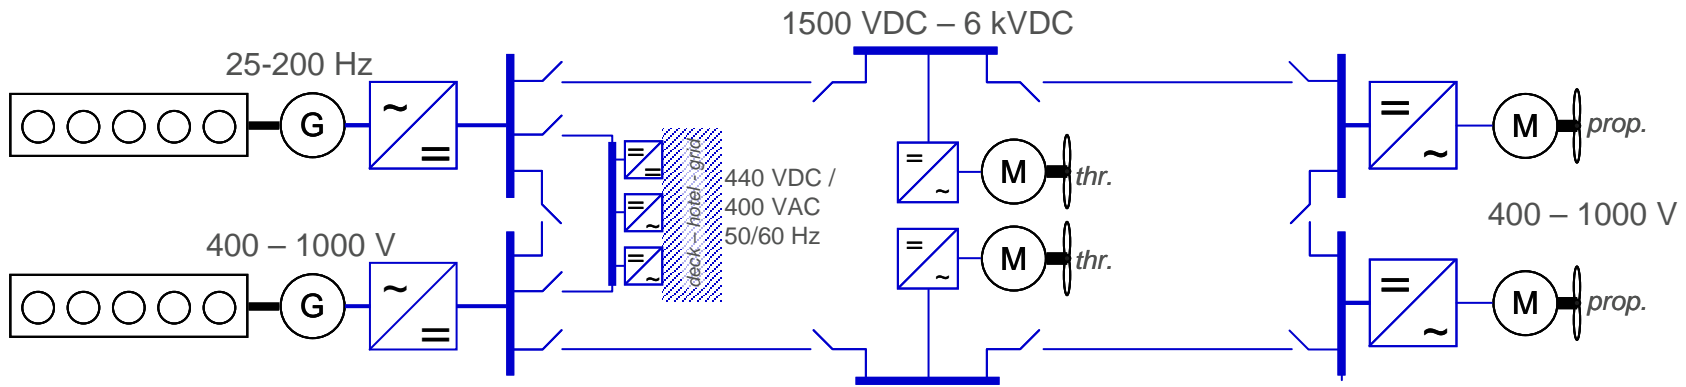 1500 VDC – 6 kVDC
25-200 Hz
G
~
=
=
~
M
prop.
deck – hotel - grid
=
=
=
~
=
~
440 VDC /
400 VAC
50/60 Hz
=
~
M
thr.
400 – 1000 V
400 – 1000 V
=
~
M
thr.
G
~
=
=
~
M
prop.